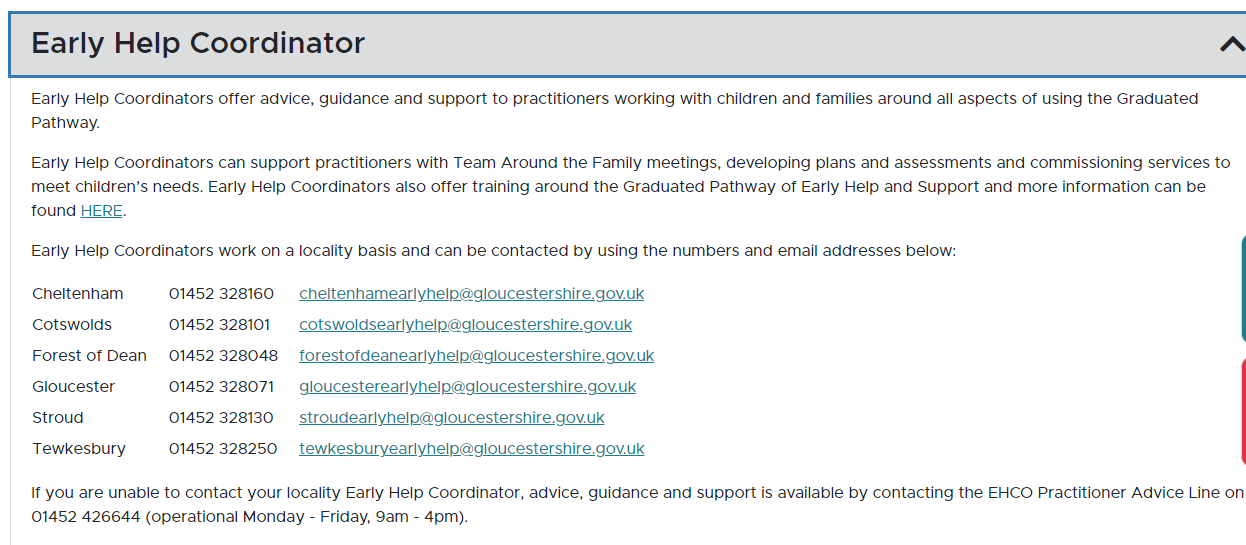 Early Help Coordinator
Early Help Coordinators offer advice, guidance and support to practitioners working with children and families around all aspects of using the Graduated
Pathway.
Early Help Coordinators can support practitioners with Team Around the Family meetings, developing plans and assessments and commissioning services to
meet children's needs. Early Help Coordinators also offer training around the Graduated Pathway of Early Help and Support and more information can be
found HERE.
Early Help Coordinators work on a locality basis and can be contacted by using the numbers and email addresses below:
Cheltenham 01452 328160 cheltenhamearlyhelp@gloucestershire.gov.uk
Cotswolds 01452 328101 cotswoldsearlyhelp@gloucestershire.gov.uk
Forest of Dean 01452 328048 forestofdeanearlyhelp@gloucestershire.gov.uk
Gloucester 01452 328071 gloucesterearlyhelp@gloucestershire.gov.uk
Stroud 01452 328130 stroudearlyhelp@gloucestershire.gov.uk
Tewkesbury 01452 328250 tewkesburyearlyhelp@gloucestershire.gov.uk
If you are unable to contact your locality Early Help Coordinator, advice, guidance and support is available by contacting the EHCO Practitioner Advice Line on
01452 426644 (operational Monday - Friday, 9am - 4pm).